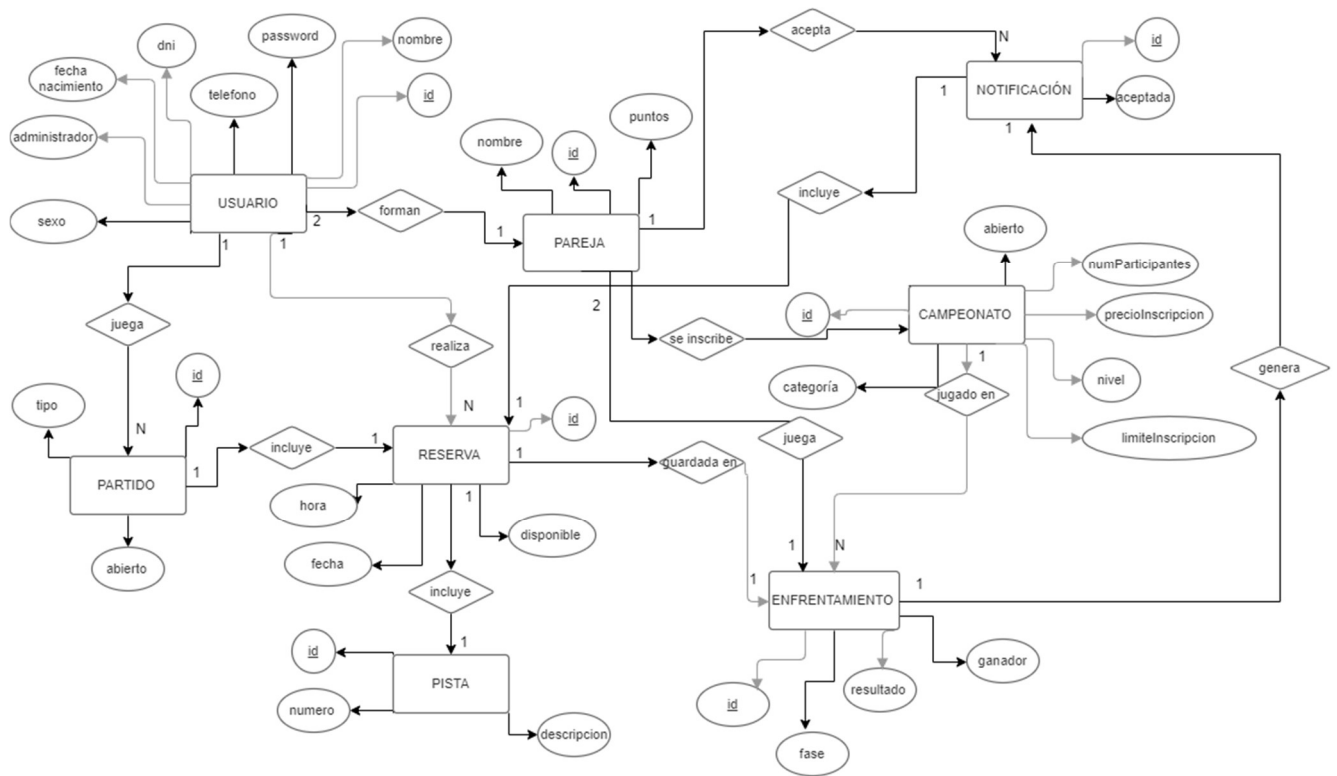 acepta
N
id
dni
password
nombre
fecha
nacimiento
telefono
id
1
NOTIFICACIÓN
aceptada
1
administrador
nombre
id
puntos
USUARIO
2
forman
incluye
sexo
1
1
1
PAREJA
1
abierto
numParticipantes
2
id
CAMPEONATO
precioInscripcion
juega
realiza
se inscribe
1
genera
id
categoría
jugado en
nivel
tipo
N
N
1
id
limiteInscripcion
incluye
1
RESERVA
1
guardada en
juega
PARTIDO
1
hora
1
disponible
abierto
fecha
1
N
1
ENFRENTAMIENTO
1
incluye
1
id
PISTA
ganador
numero
id
resultado
descripcion
fase